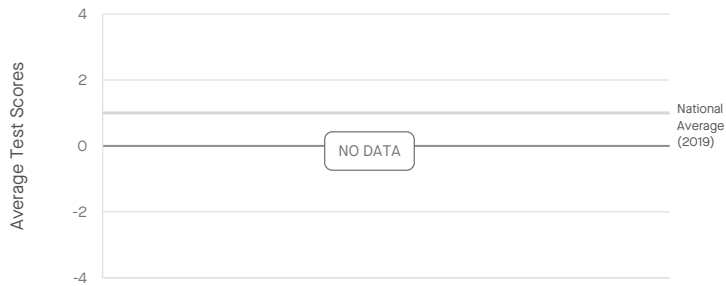 Average Test Scores
4
2
0
-2
-4
NO DATA
National
Average
(2019)